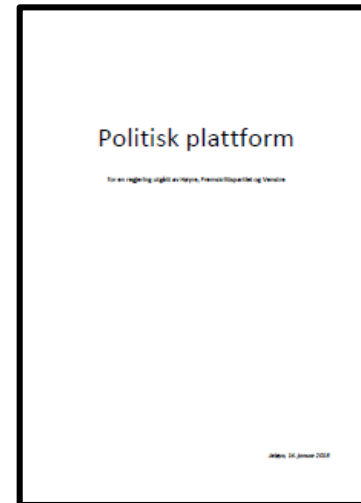 Politisk plattform
for en regjering utgått av Høyre, Fremskrittspartiet og Venstre
Jeløya, 14. januar 2018